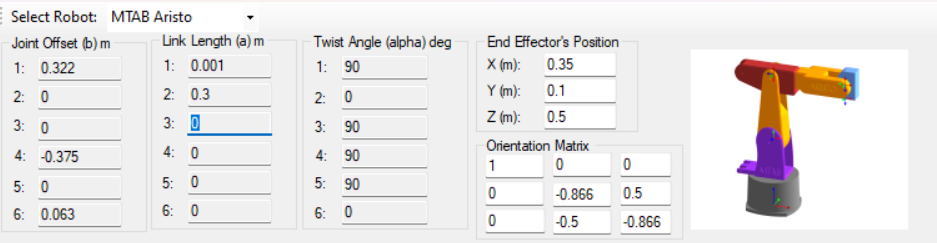 Select Robot: MTAB Aristo
Joint Offset (b) m
1: 0.322
2: 0
3: 0
4: -0.375
5: 0
6: 0.063
Link Length (a) m
1: 0.001
2: 0.3
3: 0
4: 0
5: 0
6: 0
Twist Angle (alpha) deg
1: 90
2: 0
3: 90
4: 90
5: 90
6: 0
End Effector's Position
X (m): 0.35
Y (m): 0.1
Z (m): 0.5
Orientation Matrix
1 0 0
0 -0.866 0.5
0 -0.5 -0.866